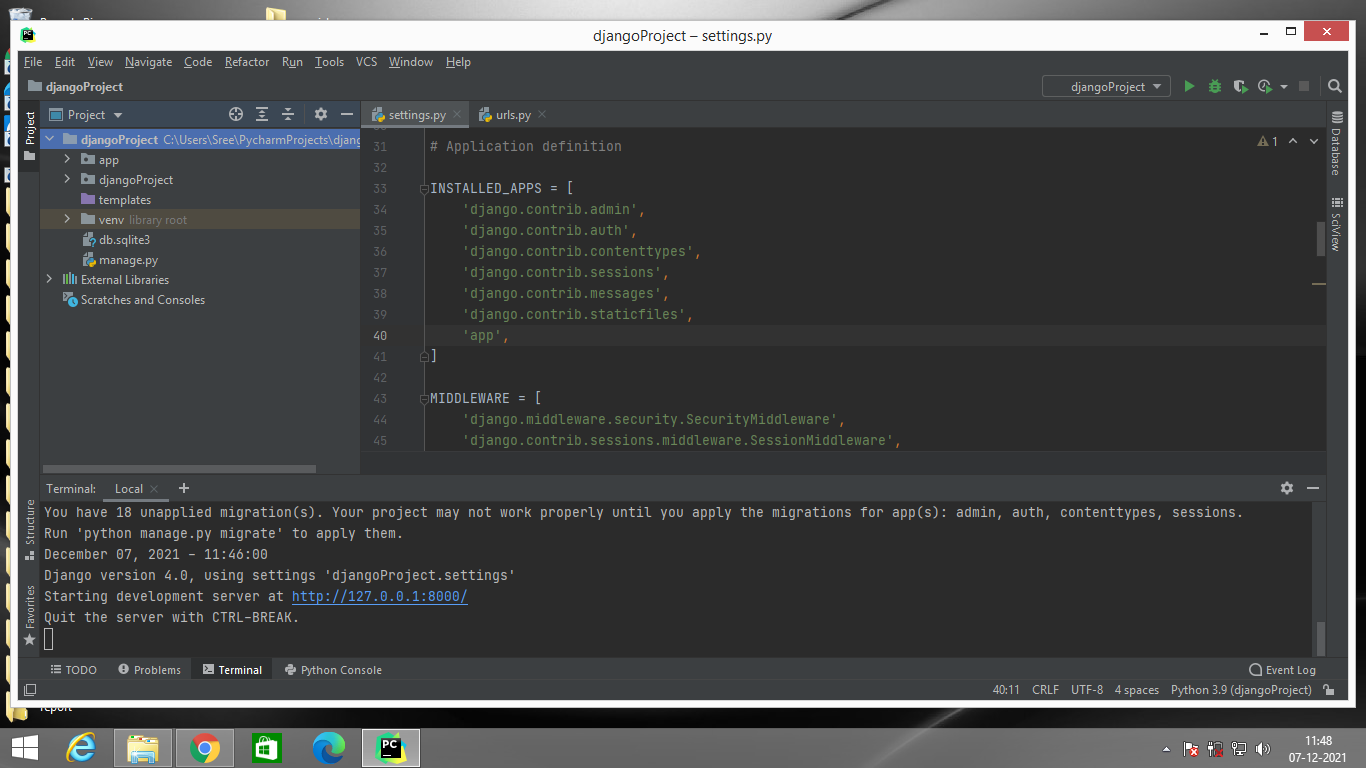 djangoProject – settings.py
File Edit View Navigate Code Refactor Run Tools VCS Window Help
djangoProject
djangoProject
Project
Project
djangoProject C:\Users\Sree\PycharmProjects\djang
app
djangoProject
templates
venv library root
db.sqlite3
manage.py
External Libraries
Scratches and Consoles
settings.py
urls.py
31 # Application definition
32
33 INSTALLED_APPS = [
34 'django.contrib.admin',
35 'django.contrib.auth',
36 'django.contrib.contenttypes',
37 'django.contrib.sessions',
38 'django.contrib.messages',
39 'django.contrib.staticfiles',
40 'app',
41 ]
42
43 MIDDLEWARE = [
44 'django.middleware.security.SecurityMiddleware',
45 'django.contrib.sessions.middleware.SessionMiddleware',
1
Database
SciView
Structure
Favorites
Terminal: Local
You have 18 unapplied migration(s). Your project may not work properly until you apply the migrations for app(s): admin, auth, contenttypes, sessions.
Run 'python manage.py migrate' to apply them.
December 07, 2021 - 11:46:00
Django version 4.0, using settings 'djangoProject.settings'
Starting development server at http://127.0.0.1:8000/
Quit the server with CTRL-BREAK.
TODO Problems Terminal Python Console Event Log
40:11 CRLF UTF-8 4 spaces Python 3.9 (djangoProject)
report
PC
11:48
07-12-2021